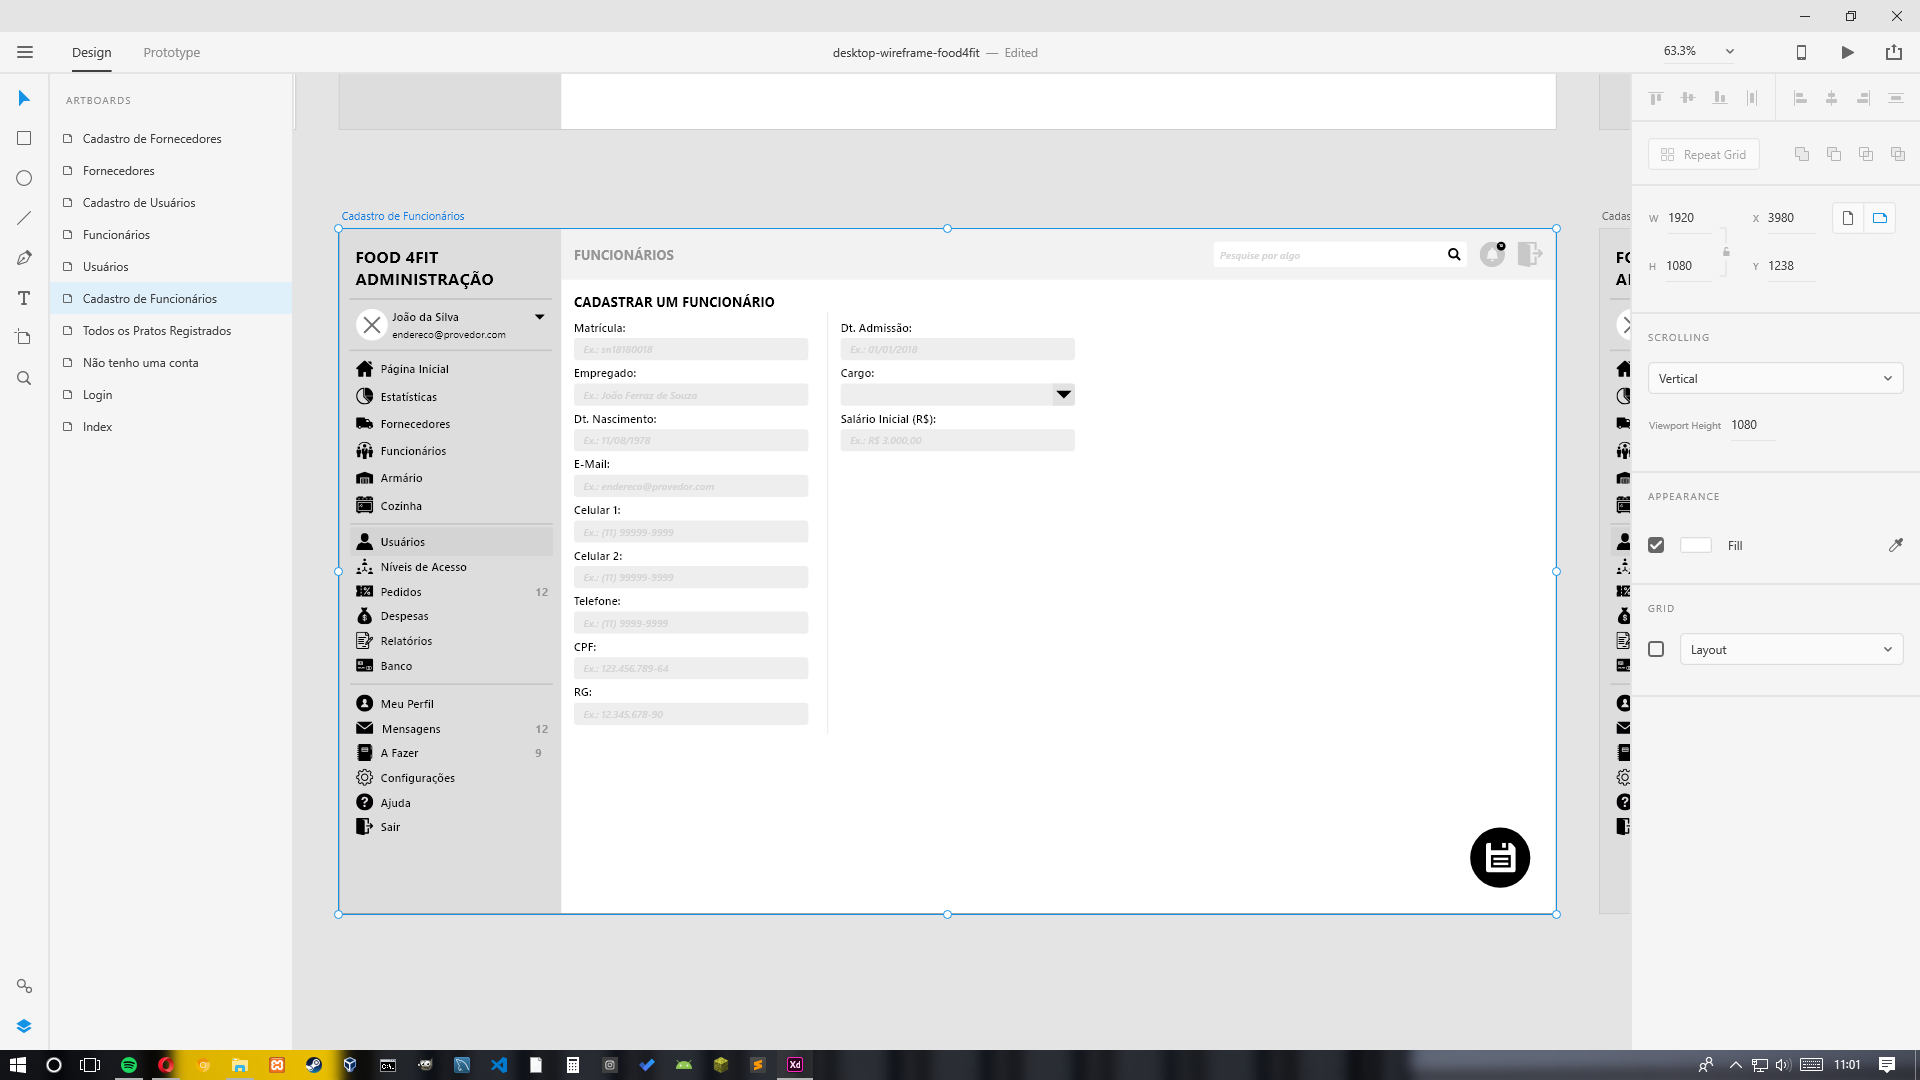 Design
Prototype
desktop-wireframe-food4fit — Edited
63.3%
ARTBOARDS
Cadastro de Fornecedores
Fornecedores
Cadastro de Usuários
Funcionários
Usuários
Cadastro de Funcionários
Todos os Pratos Registrados
Não tenho uma conta
Login
Index
Cadastro de Funcionários
FOOD 4FIT
ADMINISTRAÇÃO
João da Silva
endereco@provedor.com
Página Inicial
Estatísticas
Fornecedores
Funcionários
Armário
Cozinha
Usuários
Níveis de Acesso
Pedidos 12
Despesas
Relatórios
Banco
Meu Perfil
Mensagens 12
A Fazer 9
Configurações
Ajuda
Sair
FUNCIONÁRIOS
Pesquise por algo
CADASTRAR UM FUNCIONÁRIO
Matrícula:
Ex.: sn18180018
Empregado:
Ex.: João Ferraz de Souza
Dt. Nascimento:
Ex.: 11/08/1978
E-Mail:
Ex.: endereco@provedor.com
Celular 1:
Ex.: (11) 99999-9999
Celular 2:
Ex.: (11) 99999-9999
Telefone:
Ex.: (11) 9999-9999
CPF:
Ex.: 123.456.789-64
RG:
Ex.: 12.345.678-90
Dt. Admissão:
Ex.: 01/01/2018
Cargo:
Salário Inicial (R$):
Ex.: R$ 3.000,00
Cadas
FO
AI
Repeat Grid
W 1920
X 3980
H 1080
Y 1238
SCROLLING
Vertical
Viewport Height 1080
APPEARANCE
Fill
GRID
Layout
Xd
11:01